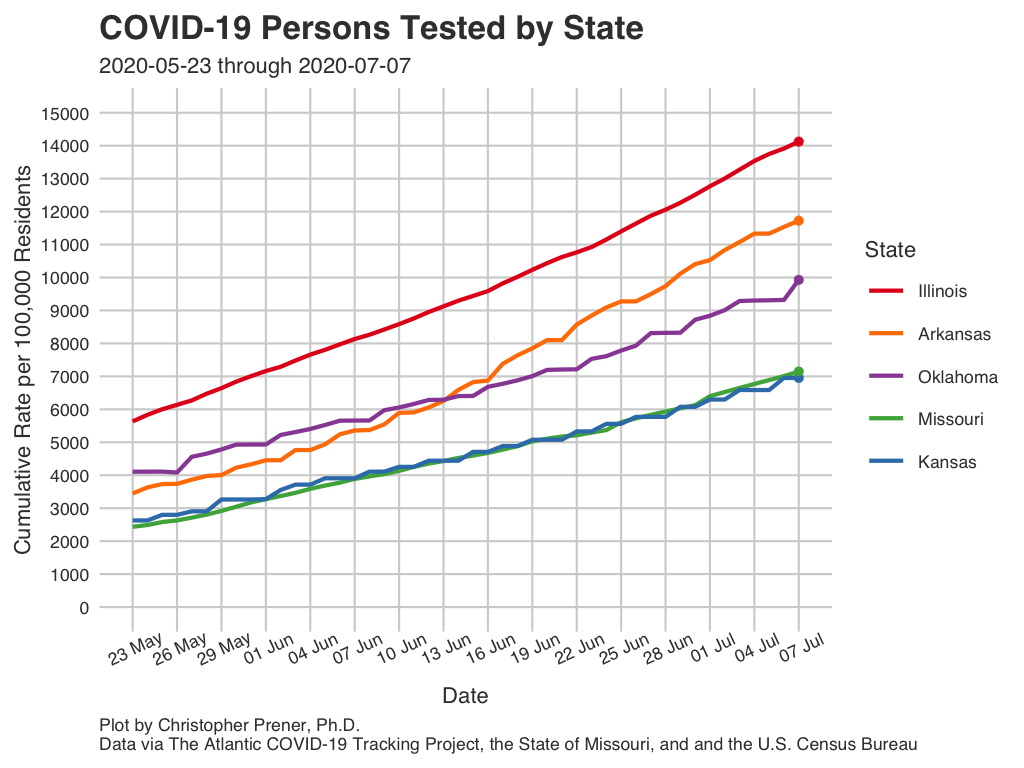 COVID-19 Persons Tested by State
2020-05-23 through 2020-07-07
Cumulative Rate per 100,000 Residents
15000
14000
13000
12000
11000
10000
9000
8000
7000
6000
5000
4000
3000
2000
1000
0
23 May
26 May
29 May
01 Jun
04 Jun
07 Jun
10 Jun
13 Jun
16 Jun
19 Jun
22 Jun
25 Jun
28 Jun
01 Jul
04 Jul
07 Jul
Date
State
Illinois
Arkansas
Oklahoma
Missouri
Kansas
Plot by Christopher Prener, Ph.D.
Data via The Atlantic COVID-19 Tracking Project, the State of Missouri, and and the U.S. Census Bureau